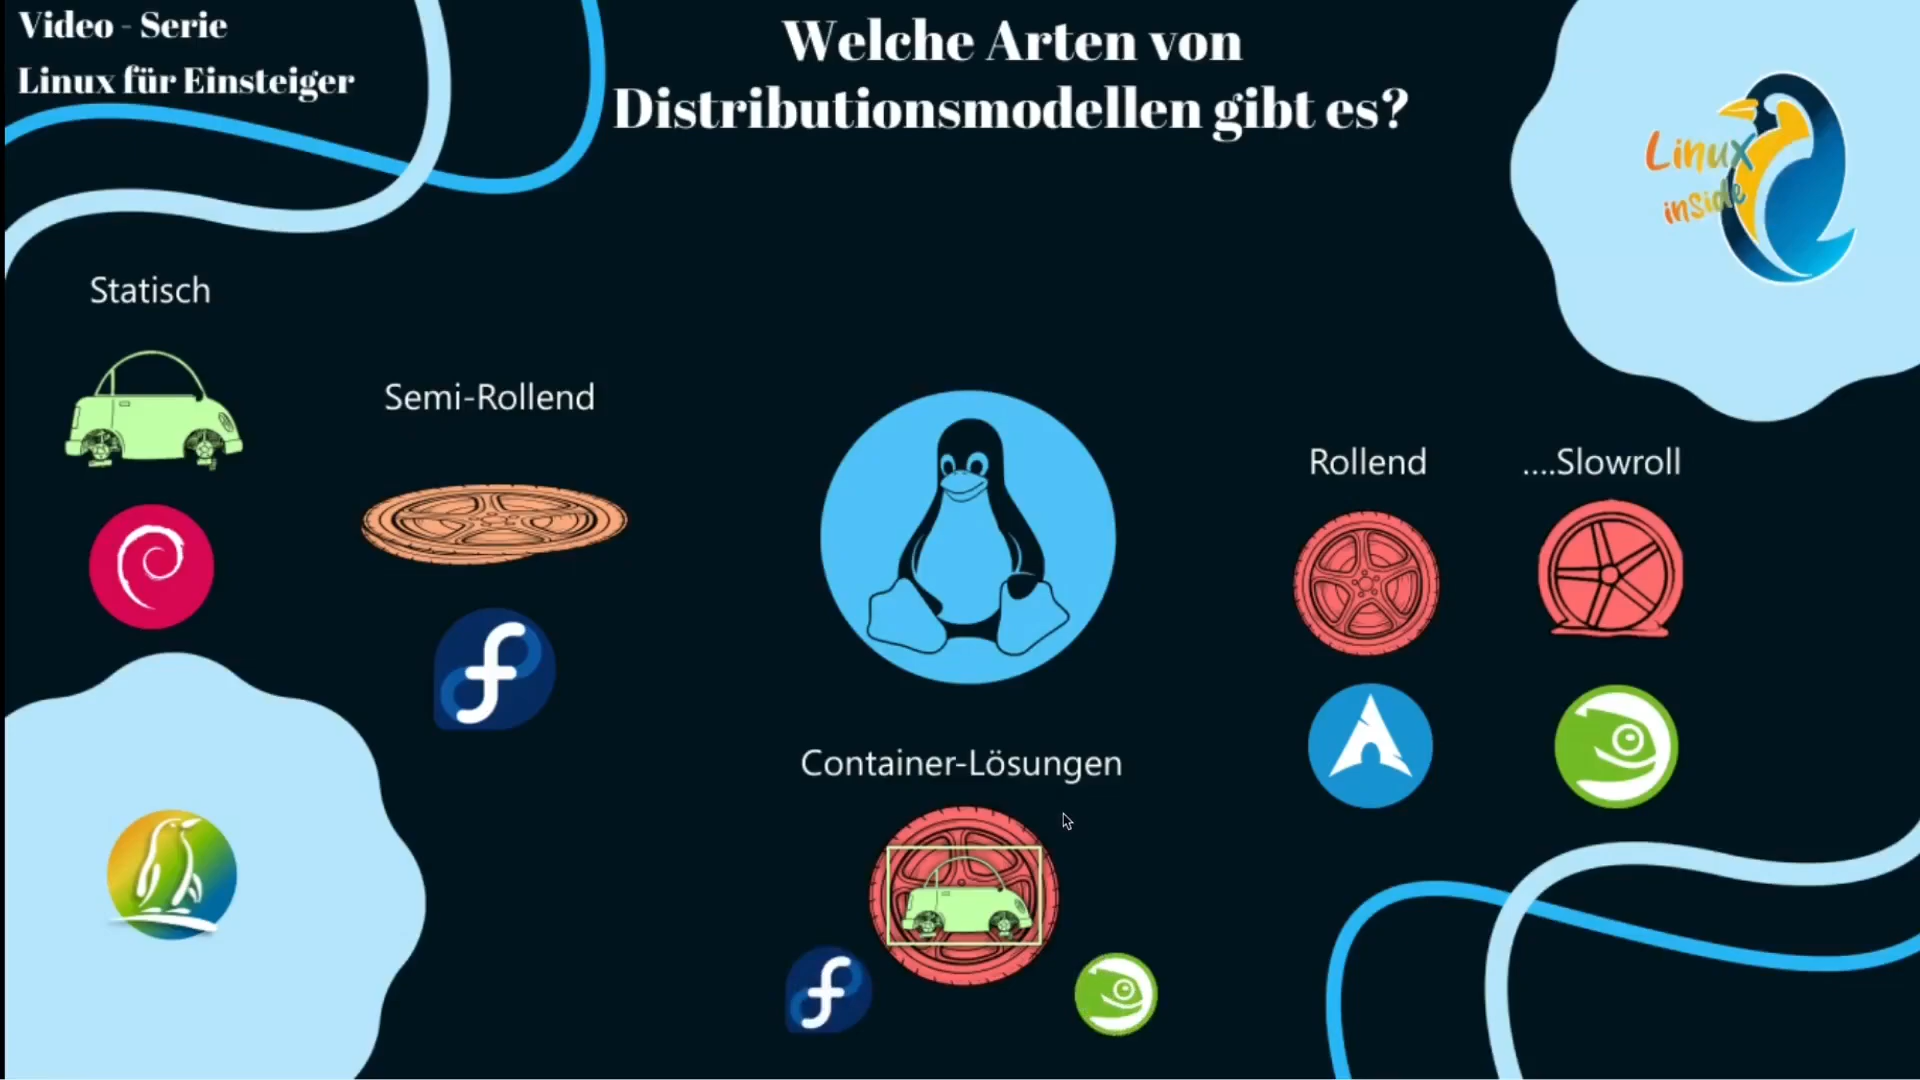 Video - Serie
Linux für Einsteiger
Welche Arten von
Distributionsmodellen gibt es?
Linux
inside
Statisch
Semi-Rollend
Rollend
....Slowroll
Container-Lösungen